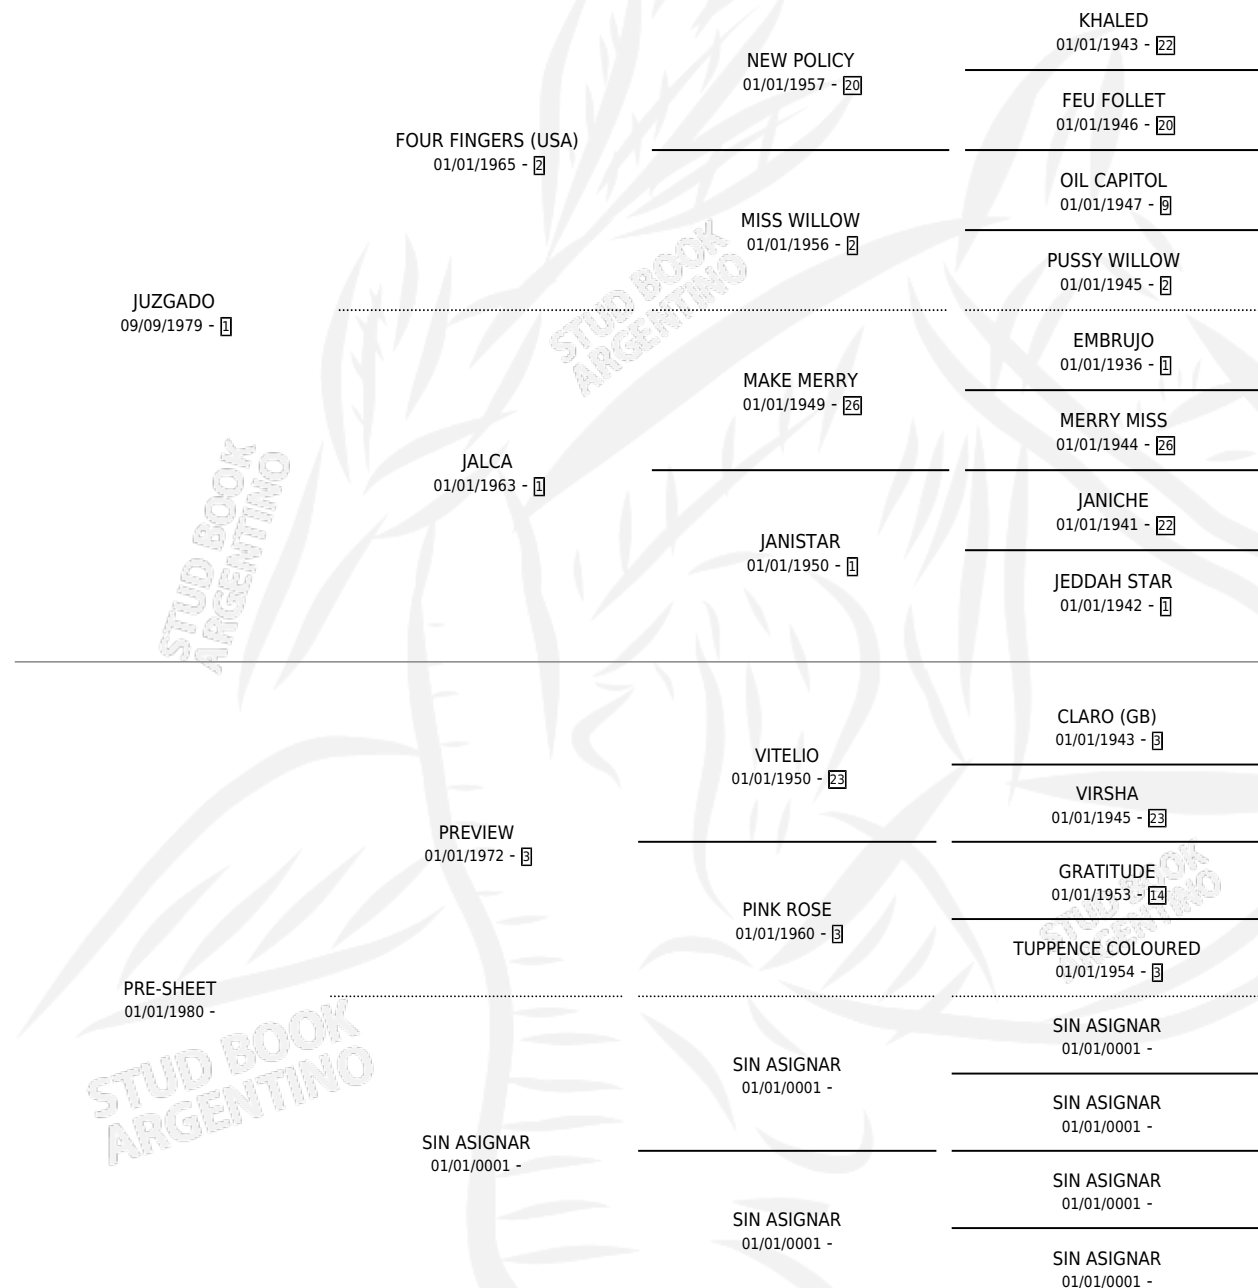 KHALED
01/01/1943 - 22
NEW POLICY
01/01/1957 - 20
FEU FOLLET
01/01/1946 - 20
FOUR FINGERS (USA)
01/01/1965 - 2
OIL CAPITOL
01/01/1947 - 9
MISS WILLOW
01/01/1956 - 2
PUSSY WILLOW
01/01/1945 - 2
JUZGADO
09/09/1979 - 1
EMBRUJO
01/01/1936 - 1
MAKE MERRY
01/01/1949 - 26
MERRY MISS
01/01/1944 - 26
JALCA
01/01/1963 - 1
JANICHE
01/01/1941 - 22
JANISTAR
01/01/1950 - 1
JEDDAH STAR
01/01/1942 - 1
CLARO (GB)
01/01/1943 - 3
VITELIO
01/01/1950 - 23
VIRSHA
01/01/1945 - 23
PREVIEW
01/01/1972 - 3
GRATITUDE
01/01/1953 - 14
PINK ROSE
01/01/1960 - 3
TUPPENCE COLOURED
01/01/1954 - 3
PRE-SHEET
01/01/1980 -
SIN ASIGNAR
01/01/0001 -
SIN ASIGNAR
01/01/0001 -
SIN ASIGNAR
01/01/0001 -
SIN ASIGNAR
01/01/0001 -
SIN ASIGNAR
01/01/0001 -
SIN ASIGNAR
01/01/0001 -
SIN ASIGNAR
01/01/0001 -
STUD BOOK
ARGENTINO
STUD BOOK
ARGENTINO
STUD BOOK
ARGENTINO
STUD BOOK
ARGENTINO